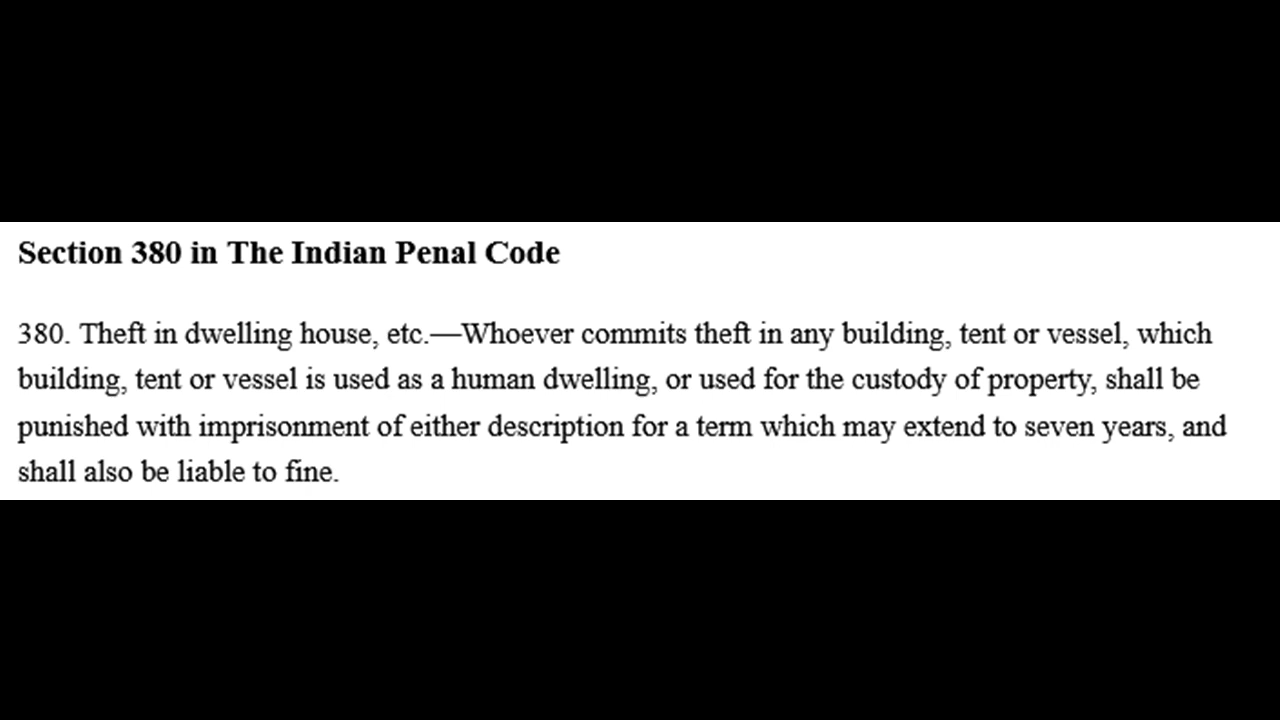 Section 380 in The Indian Penal Code
380. Theft in dwelling house, etc.—Whoever commits theft in any building, tent or vessel, which
building, tent or vessel is used as a human dwelling, or used for the custody of property, shall be
punished with imprisonment of either description for a term which may extend to seven years, and
shall also be liable to fine.